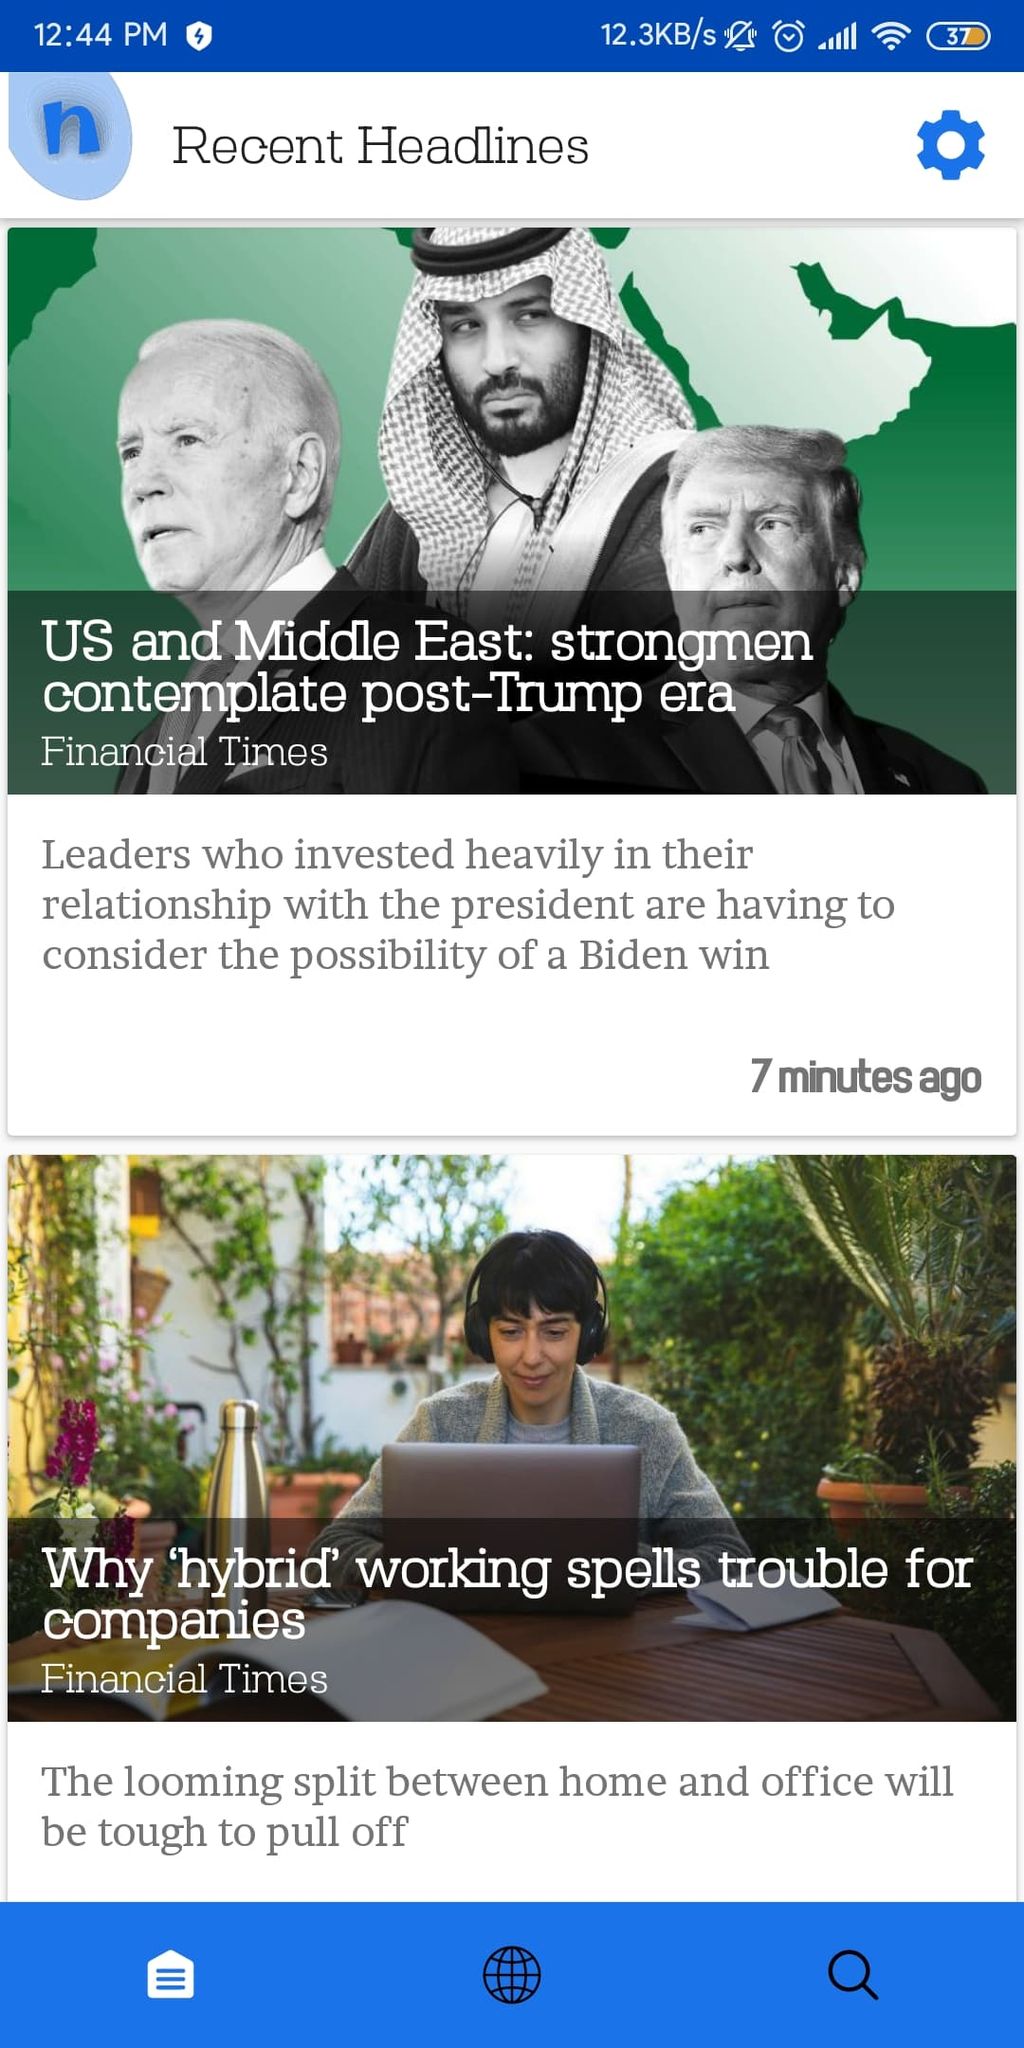 12:44 PM
12.3KB/s
37
n
Recent Headlines
US and Middle East: strongmen
contemplate post-Trump era
Financial Times
Leaders who invested heavily in their
relationship with the president are having to
consider the possibility of a Biden win
7 minutes ago
Why ‘hybrid’ working spells trouble for
companies
Financial Times
The looming split between home and office will
be tough to pull off